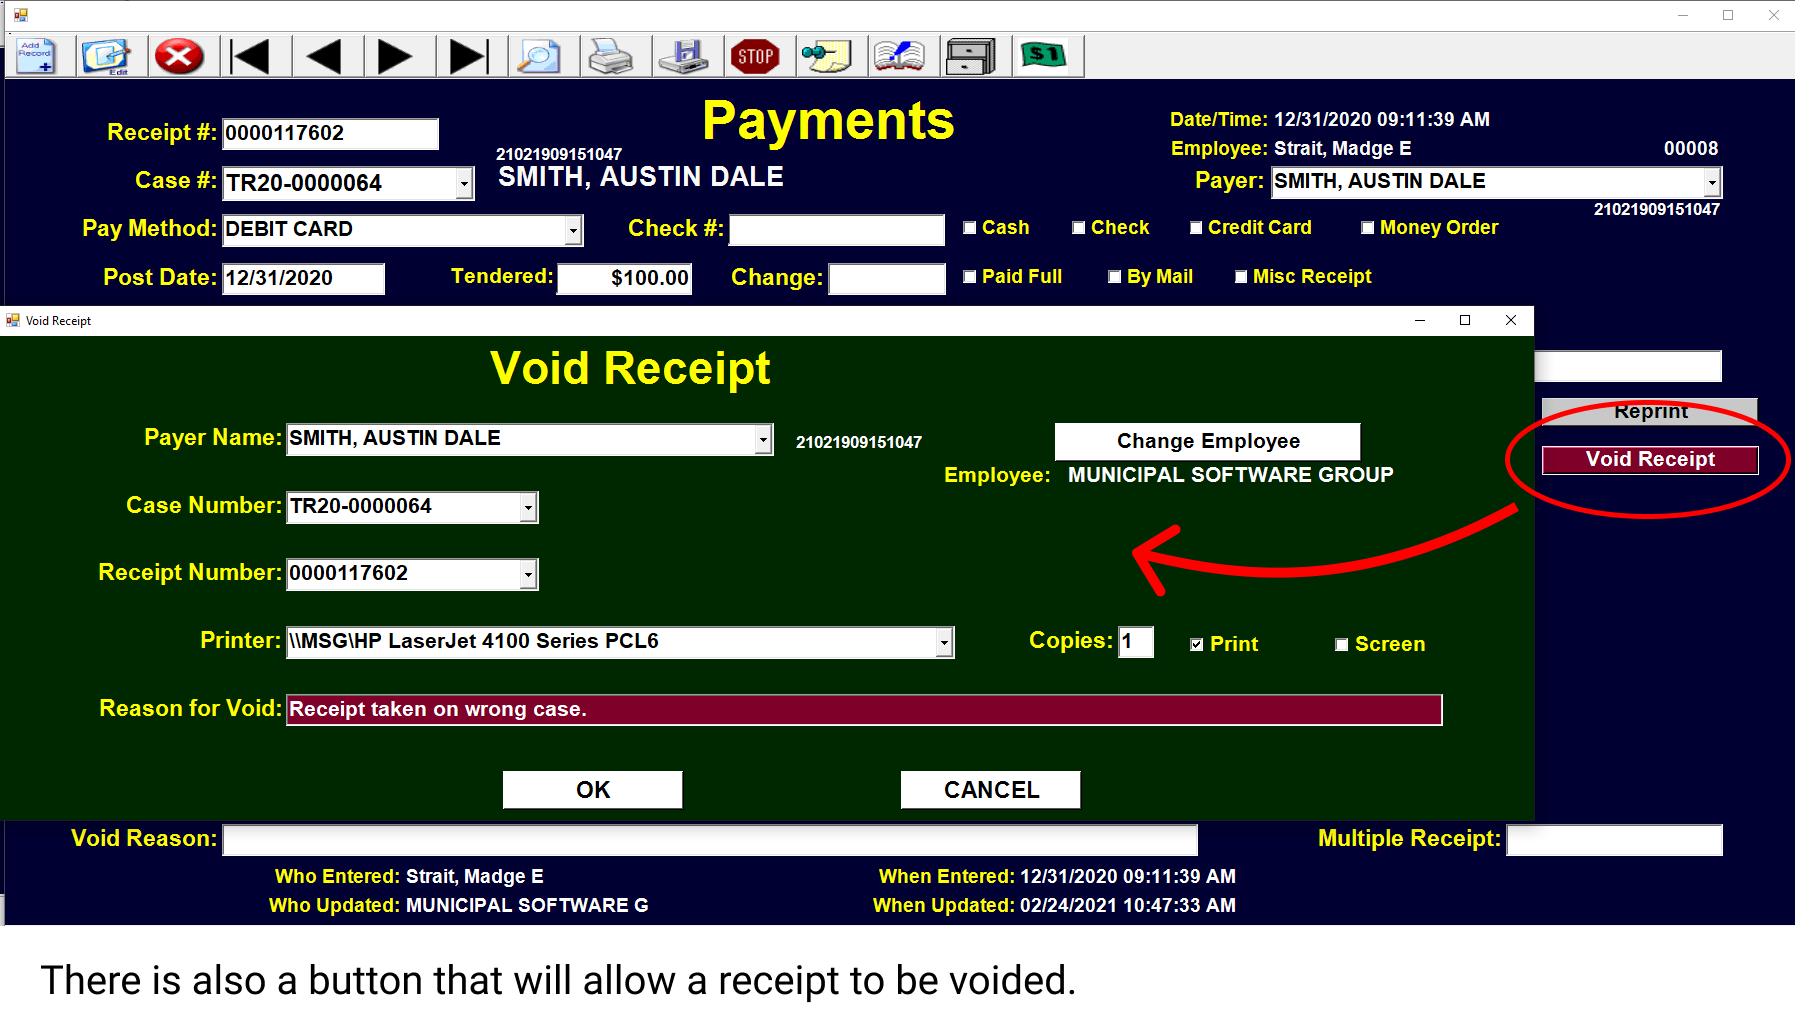 Add
Record
Edit
STOP
$1
Payments
Receipt #: 0000117602
Date/Time: 12/31/2020 09:11:39 AM
Employee: Strait, Madge E 00008
21021909151047
Case #: TR20-0000064 SMITH, AUSTIN DALE
Payer: SMITH, AUSTIN DALE
21021909151047
Pay Method: DEBIT CARD Check #: Cash Check Credit Card Money Order
Post Date: 12/31/2020 Tendered: $100.00 Change: Paid Full By Mail Misc Receipt
Void Receipt
Void Receipt
Reprint
Void Receipt
Payer Name: SMITH, AUSTIN DALE 21021909151047 Change Employee
Employee: MUNICIPAL SOFTWARE GROUP
Case Number: TR20-0000064
Receipt Number: 0000117602
Printer: \\MSG\HP LaserJet 4100 Series PCL6 Copies: 1 Print Screen
Reason for Void: Receipt taken on wrong case.
OK CANCEL
Void Reason: Multiple Receipt:
Who Entered: Strait, Madge E When Entered: 12/31/2020 09:11:39 AM
Who Updated: MUNICIPAL SOFTWARE G When Updated: 02/24/2021 10:47:33 AM
There is also a button that will allow a receipt to be voided.